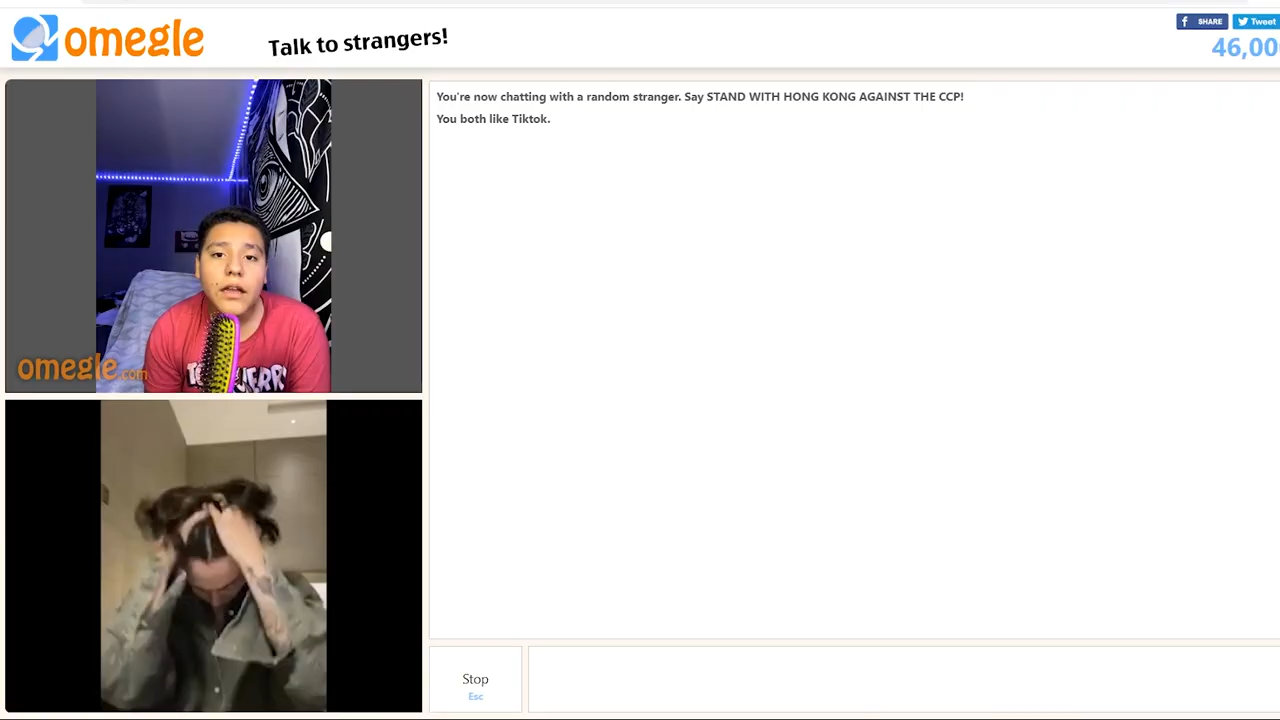 omegle
Talk to strangers!
SHARE
Tweet
46,00
You're now chatting with a random stranger. Say STAND WITH HONG KONG AGAINST THE CCP!
You both like Tiktok.
omegle.com
Stop
Esc